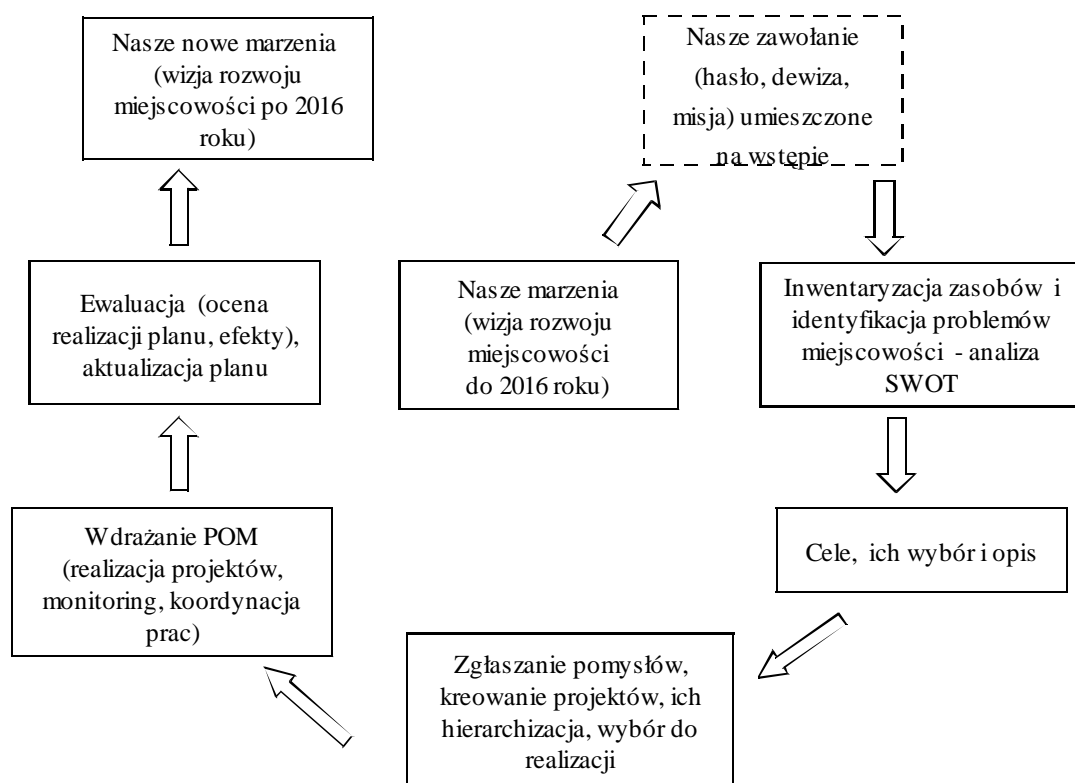 Nasze nowe marzenia
(wizja rozwoju
miejscowości po 2016
roku)
Nasze zawołanie
(hasło, dewiza,
misja) umieszczone
na wstępie
Ewaluacja (ocena
realizacji planu, efekty),
aktualizacja planu
Nasze marzenia
(wizja rozwoju
miejscowości
do 2016 roku)
Inwentaryzacja zasobów i
identyfikacja problemów
miejscowości - analiza
SWOT
Wdrażanie POM
(realizacja projektów,
monitoring, koordynacja
prac)
Cele, ich wybór i opis
Zgłaszanie pomysłów,
kreowanie projektów, ich
hierarchizacja, wybór do
realizacji